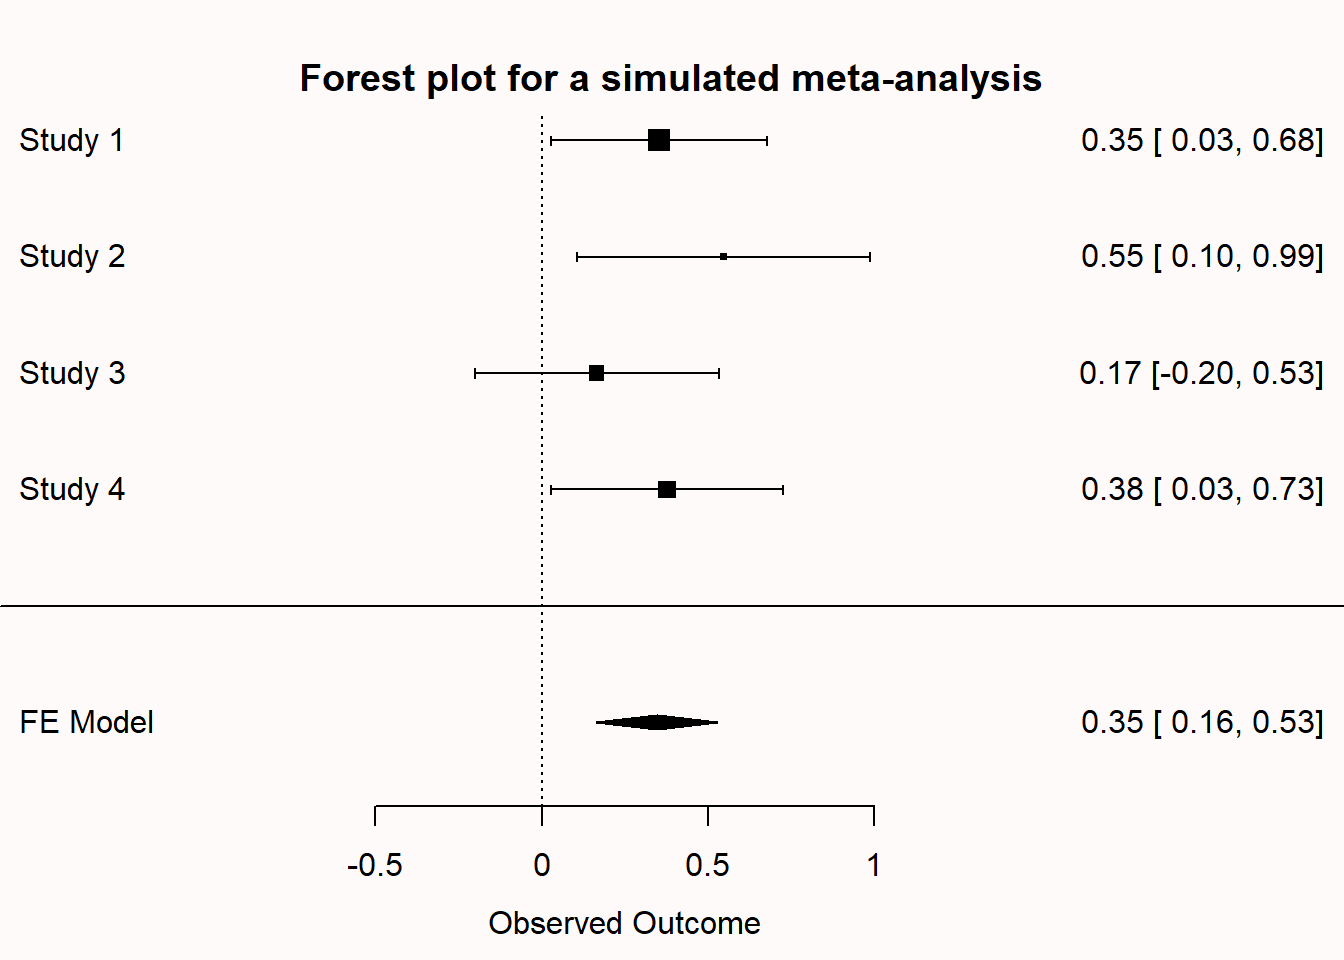 Forest plot for a simulated meta-analysis
Study 1 0.35 [ 0.03, 0.68]
Study 2 0.55 [ 0.10, 0.99]
Study 3 0.17 [-0.20, 0.53]
Study 4 0.38 [ 0.03, 0.73]
FE Model 0.35 [ 0.16, 0.53]
-0.5 0 0.5 1
Observed Outcome